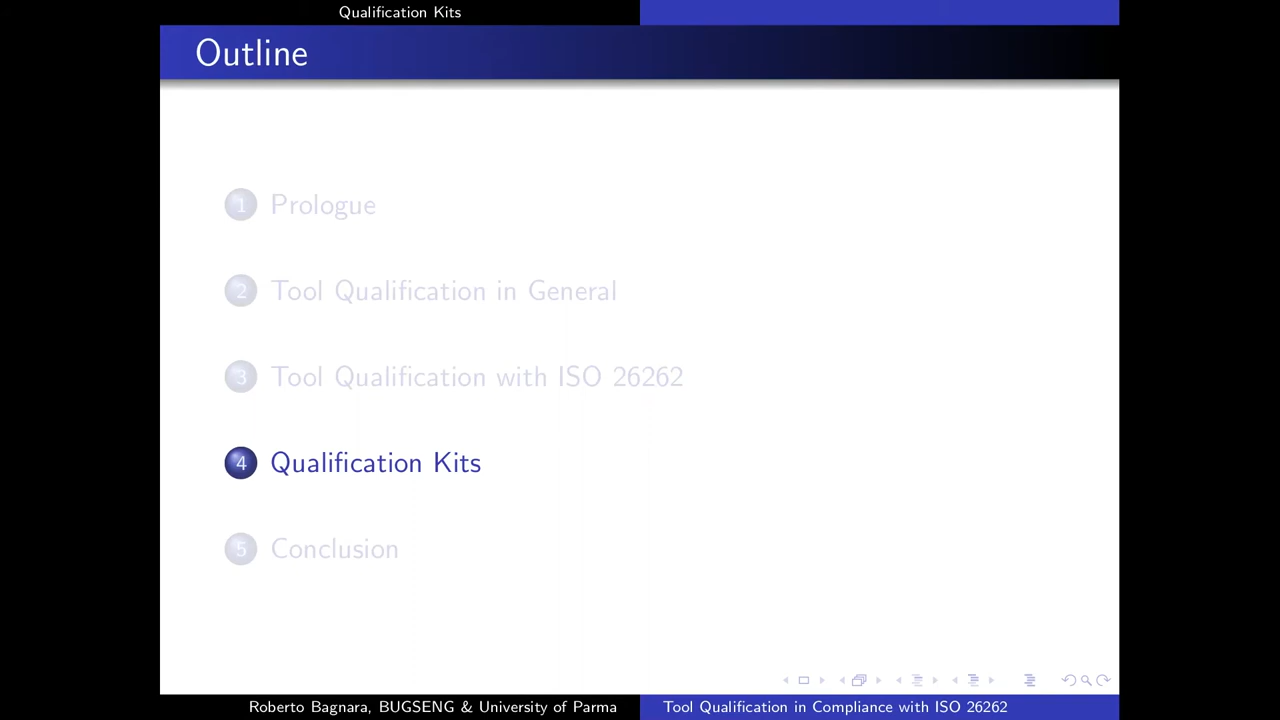 Qualification Kits
Outline
1 Prologue
2 Tool Qualification in General
3 Tool Qualification with ISO 26262
4 Qualification Kits
5 Conclusion
Roberto Bagnara, BUGSENG & University of Parma
Tool Qualification in Compliance with ISO 26262